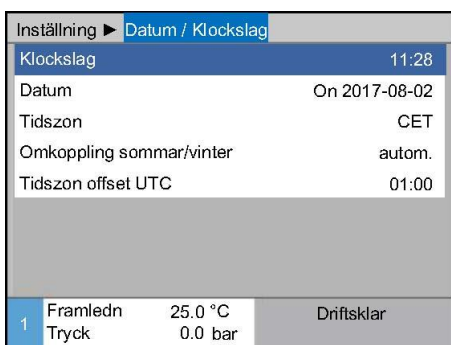 Inställning ► Datum / Klockslag
Klockslag 11:28
Datum On 2017-08-02
Tidszon CET
Omkoppling sommar/vinter autom.
Tidszon offset UTC 01:00
1 Framledn 25.0 °C Driftsklar
Tryck 0.0 bar